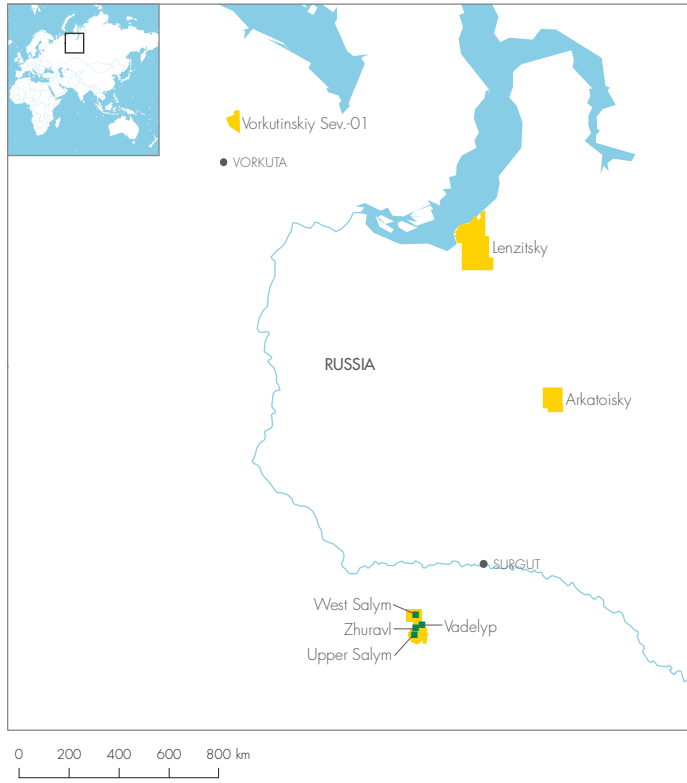 Vorkutinskiy Sev.-01
VORKUTA
Lenzitsky
RUSSIA
Arkatoisky
SURGUT
West Salym
Zhuravl
Vadelyp
Upper Salym
0 200 400 600 800 km